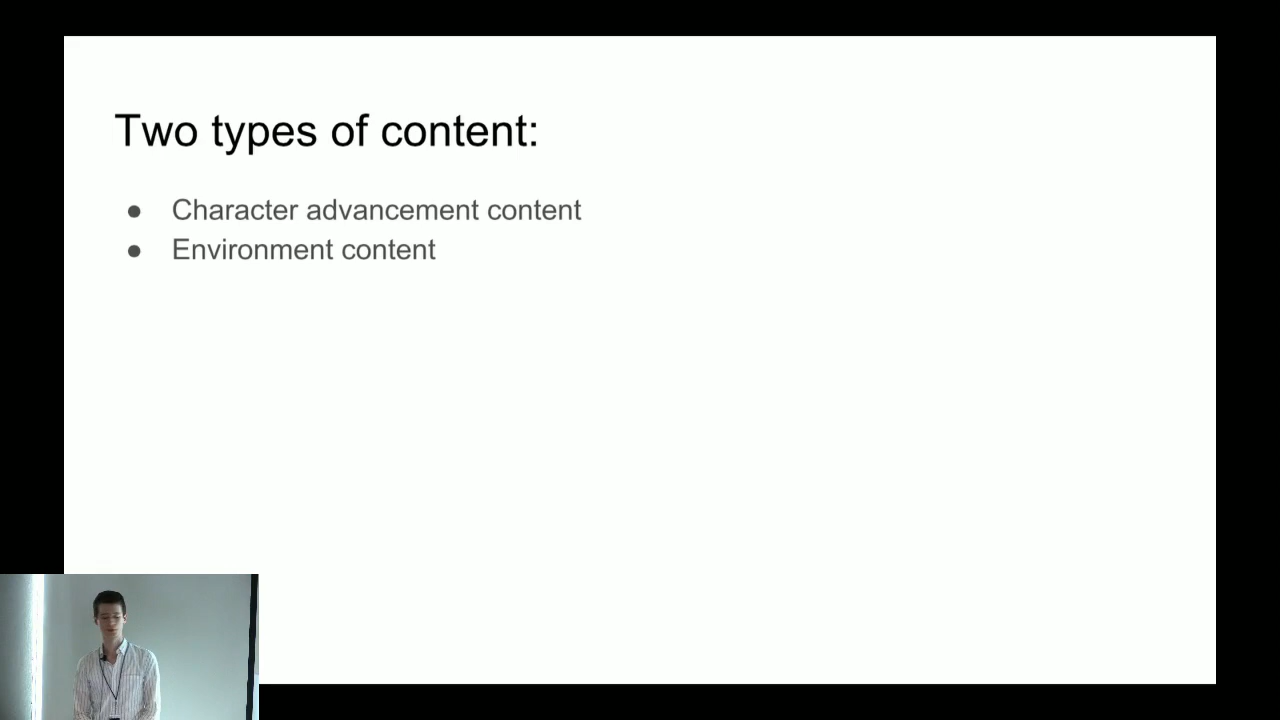 Two types of content:
● Character advancement content
● Environment content